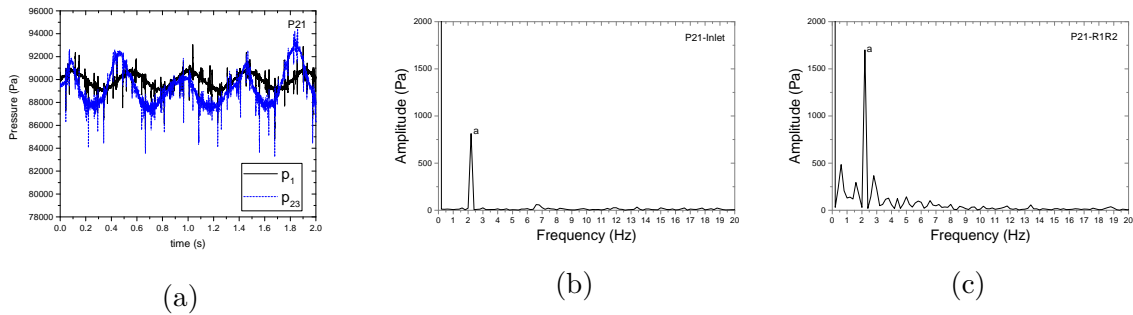 P21
96000
94000
92000
90000
88000
86000
84000
82000
80000
78000
Pressure (Pa)
p1
p23
0.0 0.2 0.4 0.6 0.8 1.0 1.2 1.4 1.6 1.8 2.0
time (s)
(a)
P21-Inlet
2000
1500
1000
500
0
Amplitude (Pa)
a
0 1 2 3 4 5 6 7 8 9 10 11 12 13 14 15 16 17 18 19 20
Frequency (Hz)
(b)
P21-R1R2
2000
1500
1000
500
0
Amplitude (Pa)
a
0 1 2 3 4 5 6 7 8 9 10 11 12 13 14 15 16 17 18 19 20
Frequency (Hz)
(c)